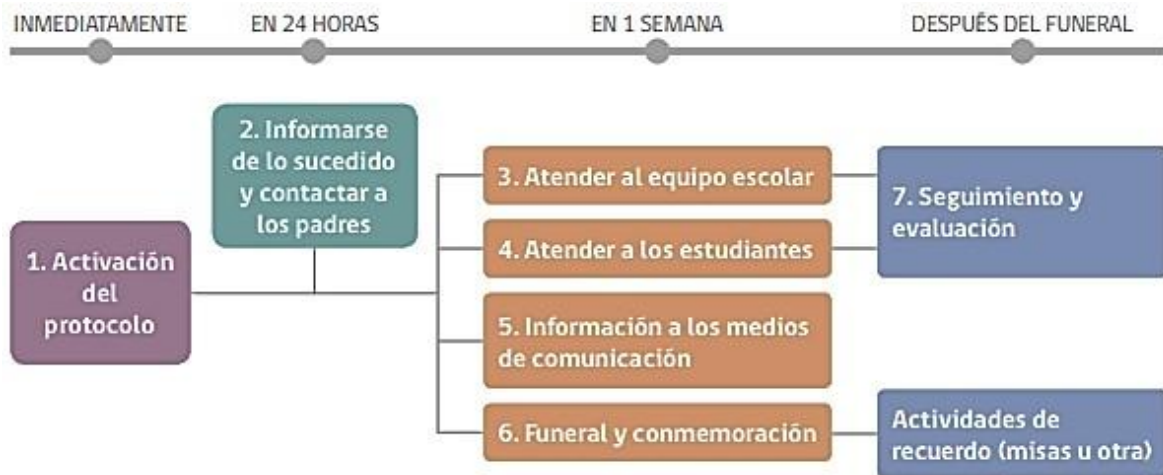 INMEDIATAMENTE
EN 24 HORAS
EN 1 SEMANA
DESPUÉS DEL FUNERAL
1. Activación
del
protocolo
2. Informarse
de lo sucedido
y contactar a
los padres
3. Atender al equipo escolar
4. Atender a los estudiantes
5. Información a los medios
de comunicación
6. Funeral y conmemoración
7. Seguimiento y
evaluación
Actividades de
recuerdo (misas u otra)